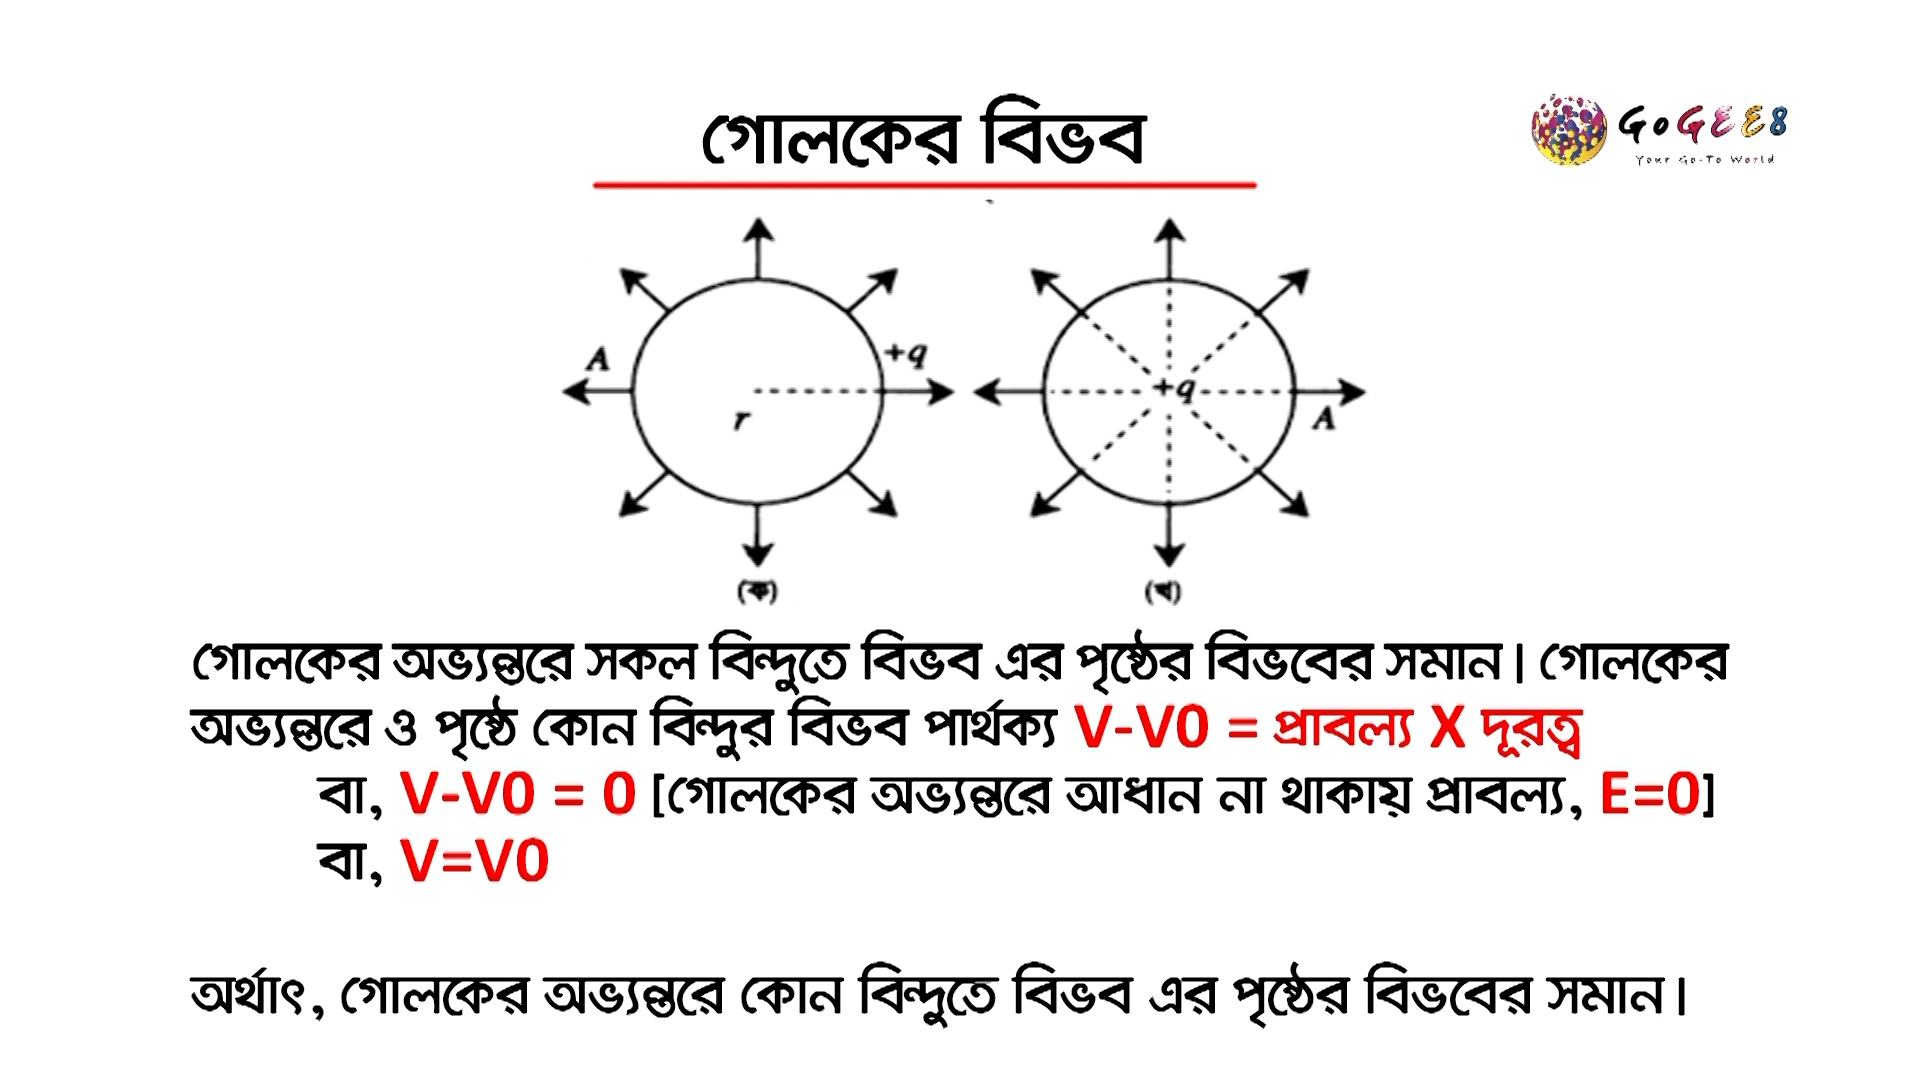 গোলকের বিভব
GoGEE8
Your Go-To World
A
+q
r
+q
A
(ক)
(খ)
গোলকের অভ্যন্তরে সকল বিন্দুতে বিভব এর পৃষ্ঠের বিভবের সমান। গোলকের
অভ্যন্তরে ও পৃষ্ঠে কোন বিন্দুর বিভব পার্থক্য V-V0 = প্রাবল্য X দূরত্ব
বা, V-V0 = 0 [গোলকের অভ্যন্তরে আধান না থাকায় প্রাবল্য, E=0]
বা, V=V0
অর্থাৎ, গোলকের অভ্যন্তরে কোন বিন্দুতে বিভব এর পৃষ্ঠের বিভবের সমান।